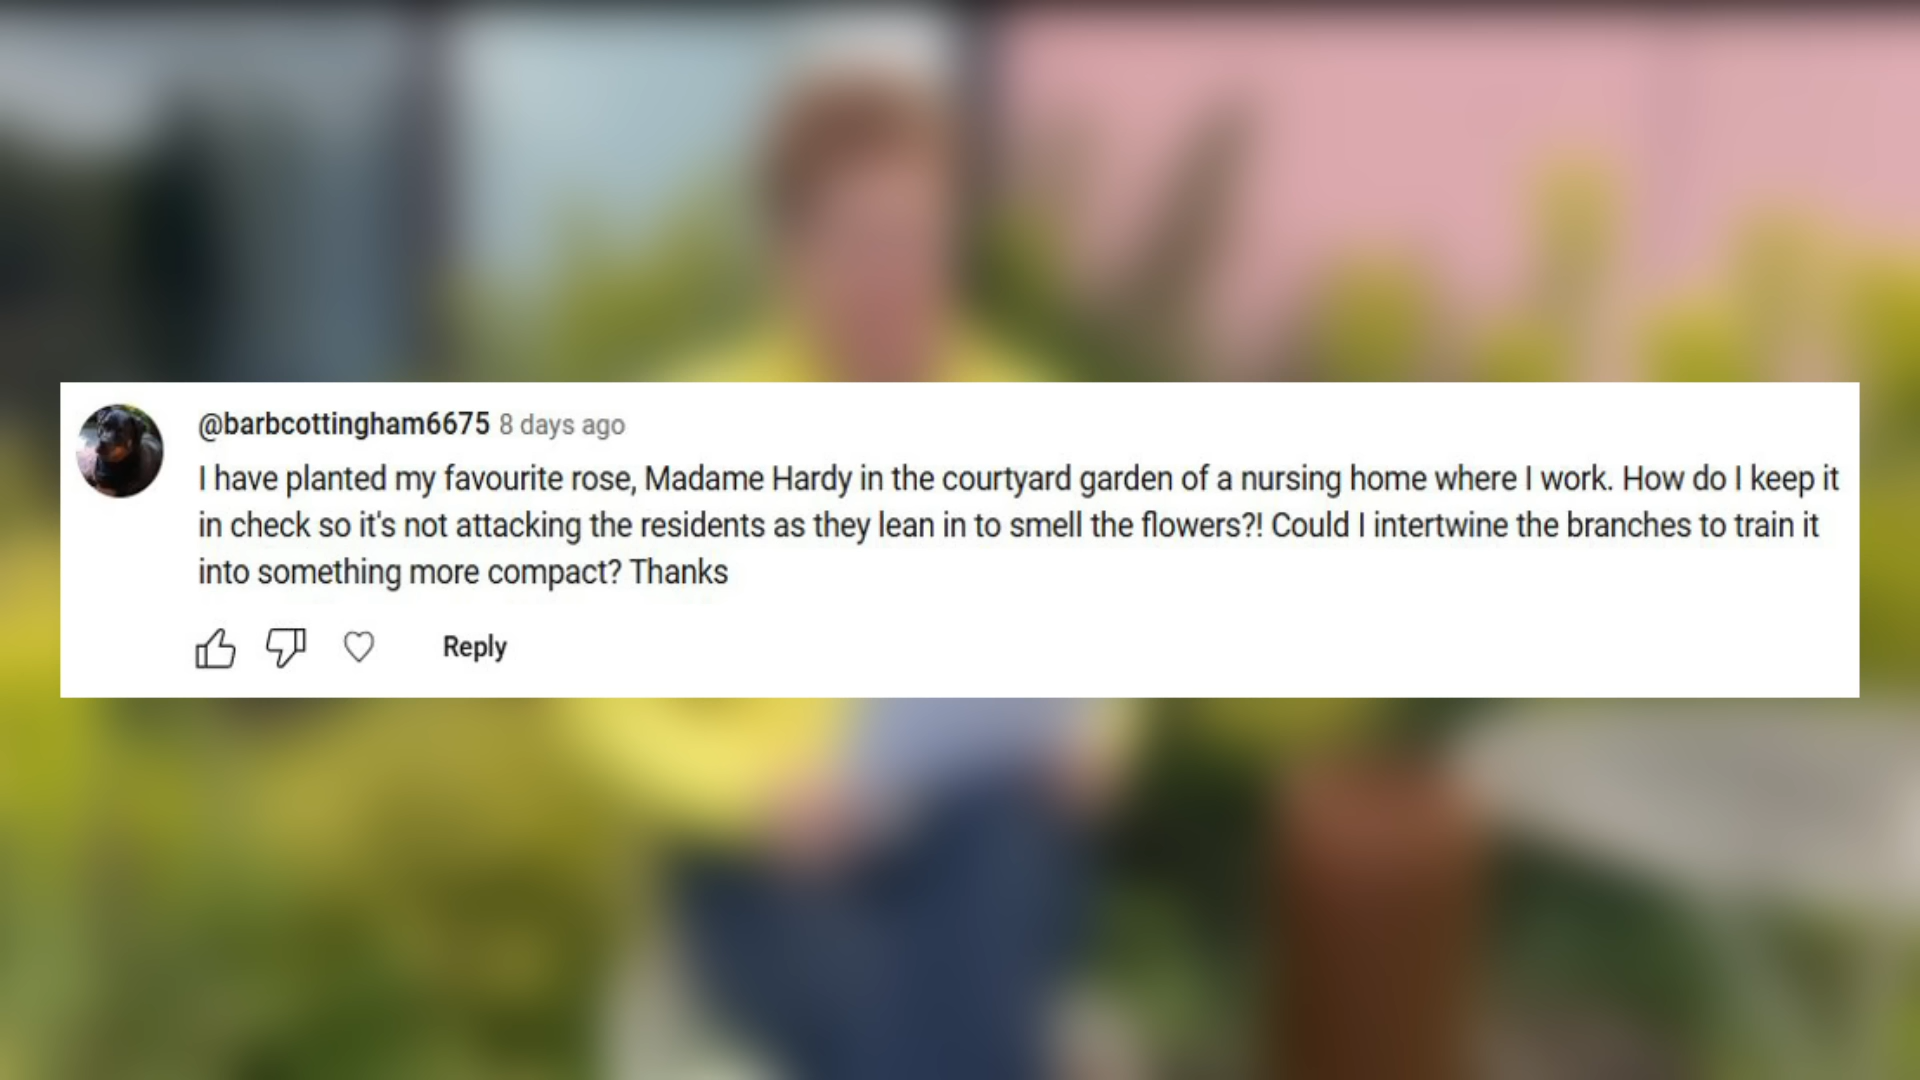 @barbcottingham6675 8 days ago
I have planted my favourite rose, Madame Hardy in the courtyard garden of a nursing home where I work. How do I keep it
in check so it's not attacking the residents as they lean in to smell the flowers?! Could I intertwine the branches to train it
into something more compact? Thanks
Reply